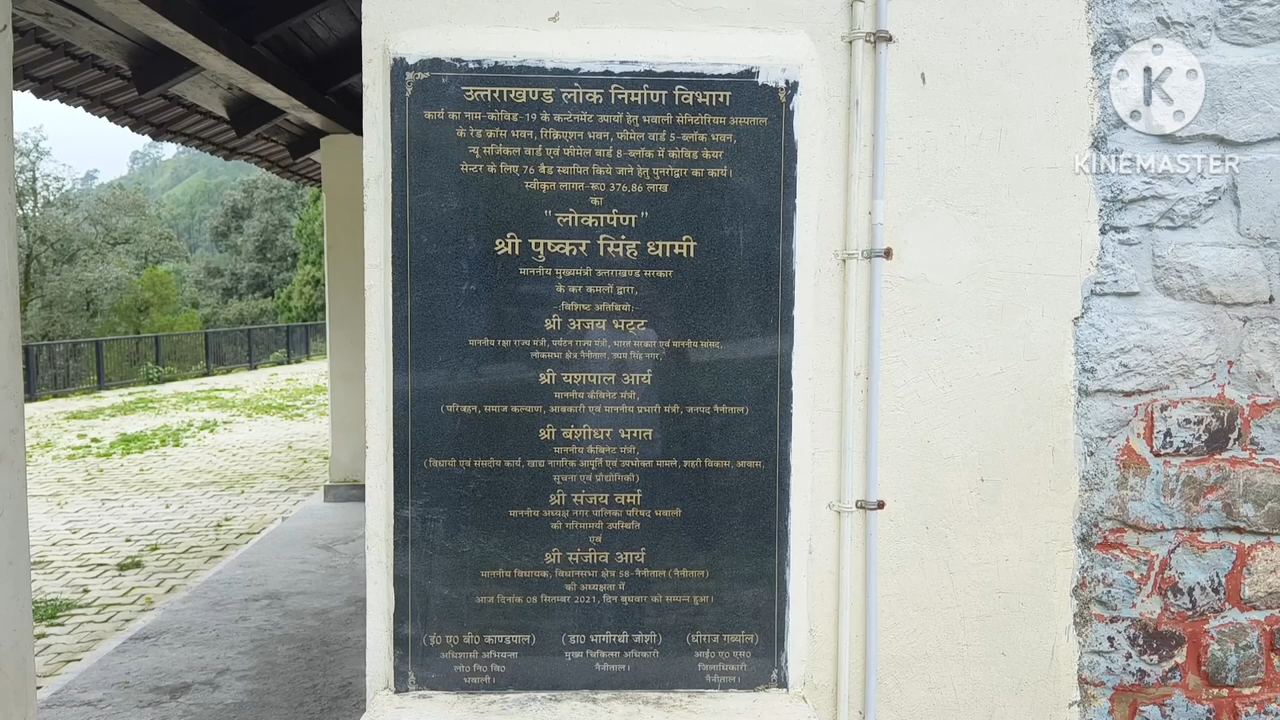 उत्तराखण्ड लोक निर्माण विभाग
कार्य का नाम-कोविड-19 के कन्टेनमेंट उपायों हेतु भवाली सेनिटोरियम अस्पताल
के रेड क्रॉस भवन, रिक्रिएशन भवन, फीमेल वार्ड 5-ब्लॉक भवन,
न्यू सर्जिकल वार्ड एवं फीमेल वार्ड 8-ब्लॉक में कोविड केयर
सेन्टर के लिए 76 बैड स्थापित किये जाने हेतु पुनरोद्वार का कार्य।
स्वीकृत लागत-रू0 376.86 लाख
का
"लोकार्पण"
श्री पुष्कर सिंह धामी
माननीय मुख्यमंत्री उत्तराखण्ड सरकार
के कर कमलों द्वारा,
-:विशिष्ट अतिथियो:-
श्री अजय भट्ट
माननीय रक्षा राज्य मंत्री, पर्यटन राज्य मंत्री, भारत सरकार एवं माननीय सांसद,
लोकसभा क्षेत्र नैनीताल, उधम सिंह नगर,
श्री यशपाल आर्य
माननीय कैबिनेट मंत्री,
(परिवहन, समाज कल्याण, आबकारी एवं माननीय प्रभारी मंत्री, जनपद नैनीताल)
श्री बंशीधर भगत
माननीय कैबिनेट मंत्री,
(विधायी एवं संसदीय कार्य, खाद्य नागरिक आपूर्ति एवं उपभोक्ता मामले, शहरी विकास, आवास,
सूचना एवं प्रौद्योगिकी)
श्री संजय वर्मा
माननीय अध्यक्ष नगर पालिका परिषद भवाली
की गरिमामयी उपस्थिति
एवं
श्री संजीव आर्य
माननीय विधायक, विधानसभा क्षेत्र 58-नैनीताल (नैनीताल)
की अध्यक्षता में
आज दिनांक 08 सितम्बर 2021, दिन बुधवार को सम्पन्न हुआ।
(इं0 ए0 बी0 काण्डपाल) (डा0 भागीरथी जोशी) (धीराज गर्ब्याल)
अधिशासी अभियन्ता मुख्य चिकित्सा अधिकारी आई0 ए0 एस0
लो0 नि0 वि0 नैनीताल। जिलाधिकारी
भवाली। नैनीताल।
K
KINEMASTER